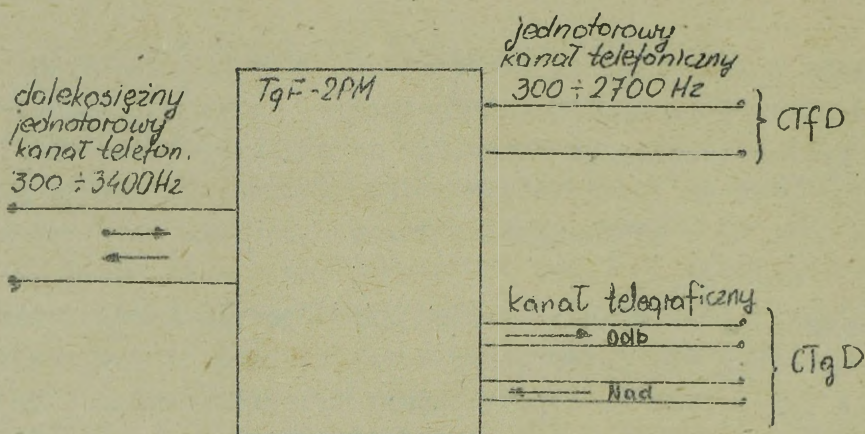 dalekosiężny
jednotorowy
kanał telefon.
300 ÷ 3400 Hz
TgF-2PM
jednotorowy
kanał telefoniczny
300 ÷ 2700 Hz
CTfD
kanał telegraficzny
Odb
Nad
CTgD